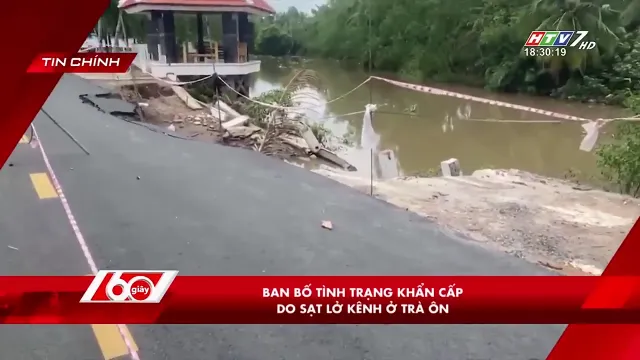 TIN CHÍNH
HTV7 HD
18:30:19
60 giây
BAN BỐ TÌNH TRẠNG KHẨN CẤP
DO SẠT LỞ KÊNH Ở TRÀ ÔN